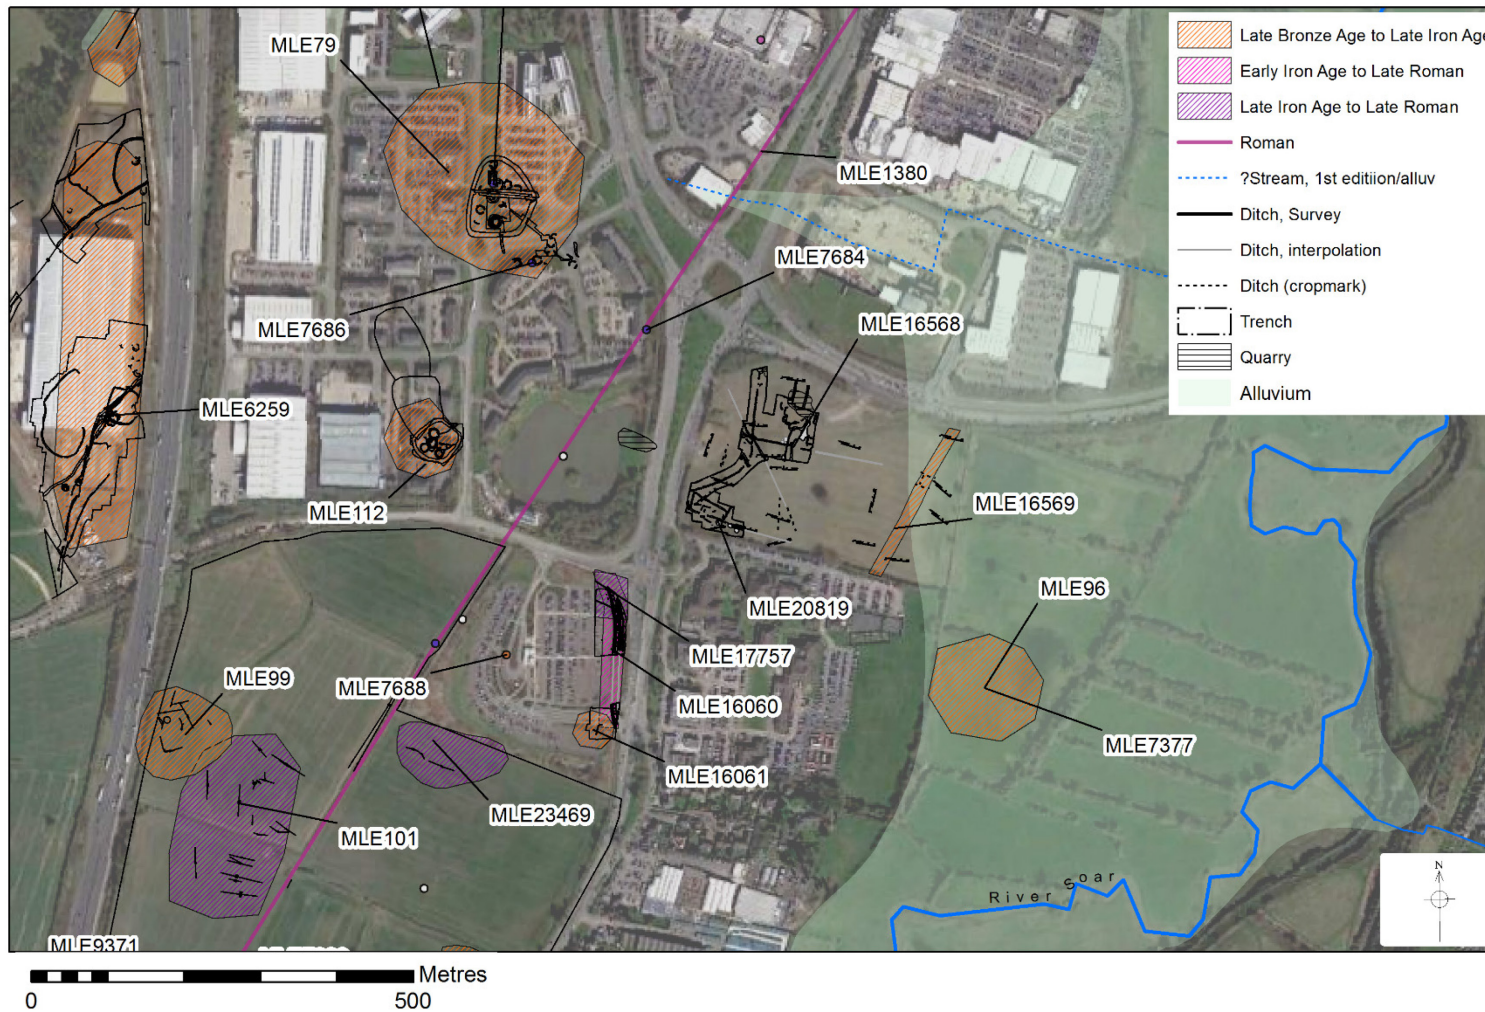 Late Bronze Age to Late Iron Age
Early Iron Age to Late Roman
Late Iron Age to Late Roman
Roman
?Stream, 1st editiion/alluv
Ditch, Survey
Ditch, interpolation
Ditch (cropmark)
Trench
Quarry
Alluvium
MLE79
MLE1380
MLE7684
MLE7686
MLE16568
MLE6259
MLE112
MLE16569
MLE96
MLE20819
MLE17757
MLE99
MLE7688
MLE16060
MLE7377
MLE16061
MLE23469
MLE101
River Soar
N
MLE9371
Metres
0
500